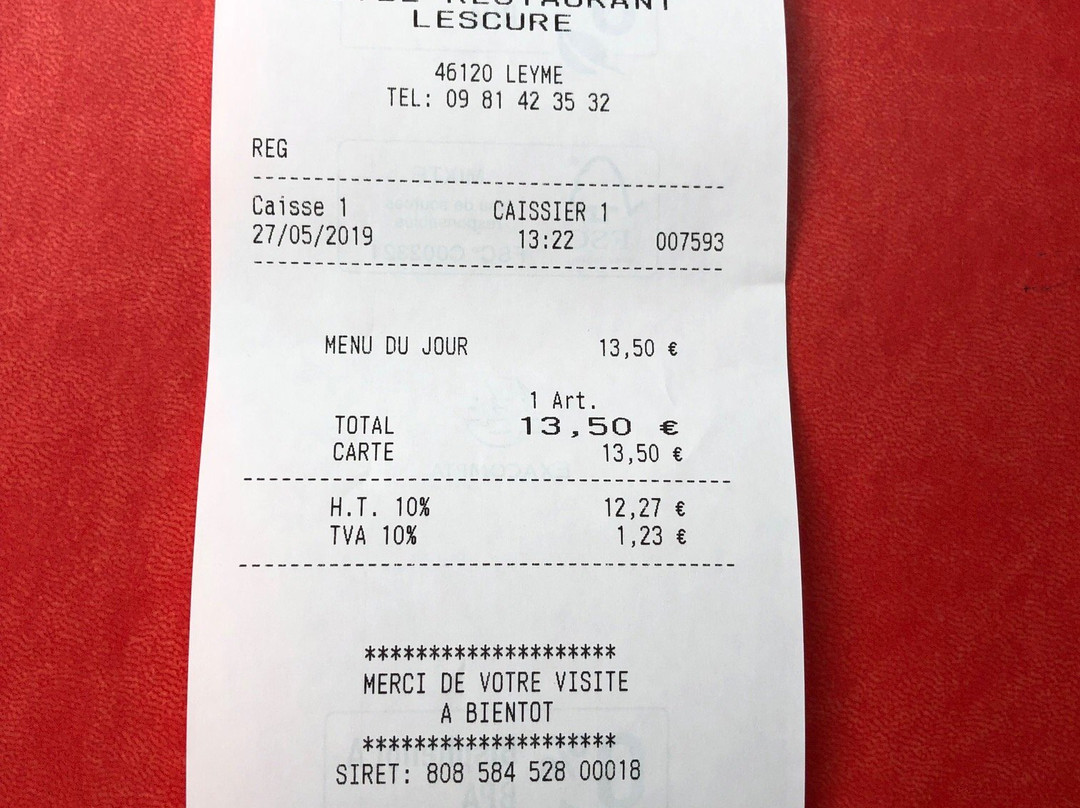 RESTAURANT
LESCURE
46120 LEYME
TEL: 09 81 42 35 32
REG
Caisse 1 CAISSIER 1
27/05/2019 13:22 007593
MENU DU JOUR 13,50 €
1 Art.
TOTAL 13,50 €
CARTE 13,50 €
H.T. 10% 12,27 €
TVA 10% 1,23 €
********************
MERCI DE VOTRE VISITE
A BIENTOT
********************
SIRET: 808 584 528 00018